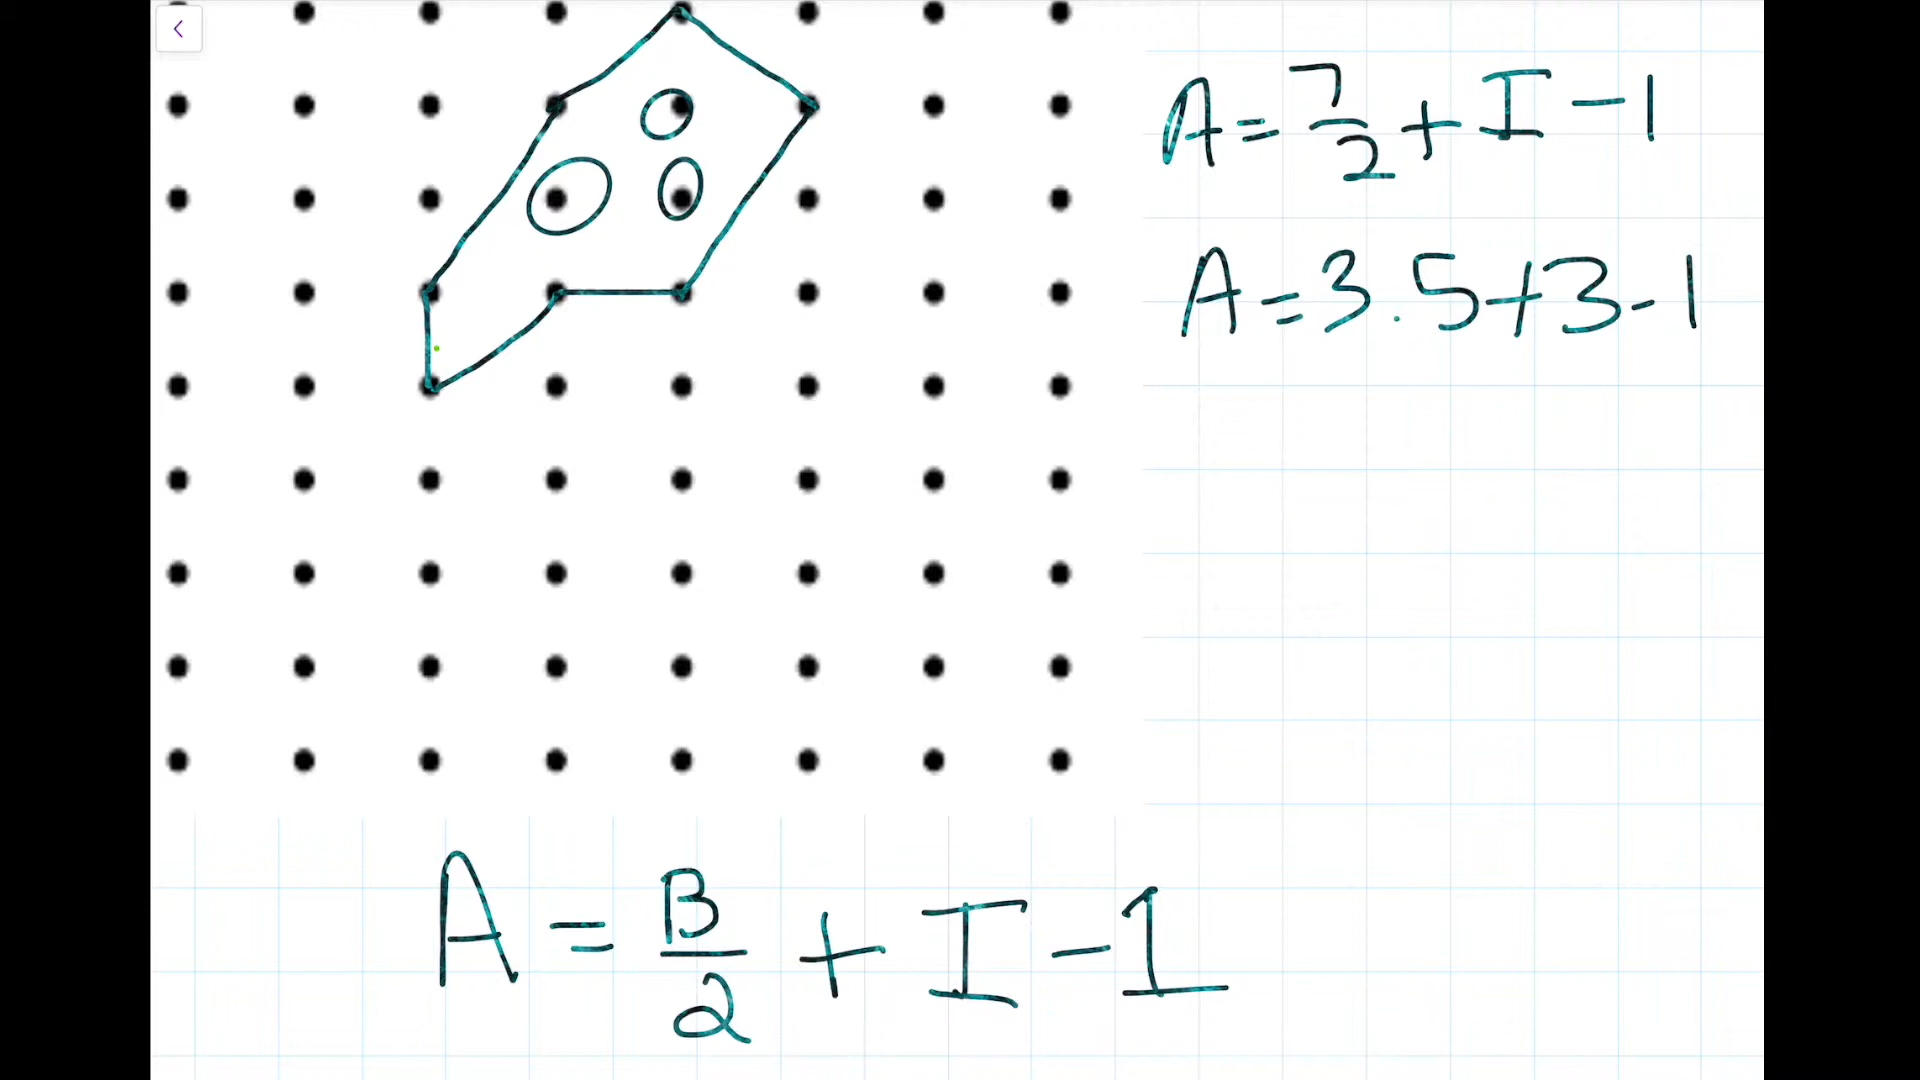 A = 7/2 + I - 1
A = 3.5 + 3 - 1
A = B/2 + I - 1